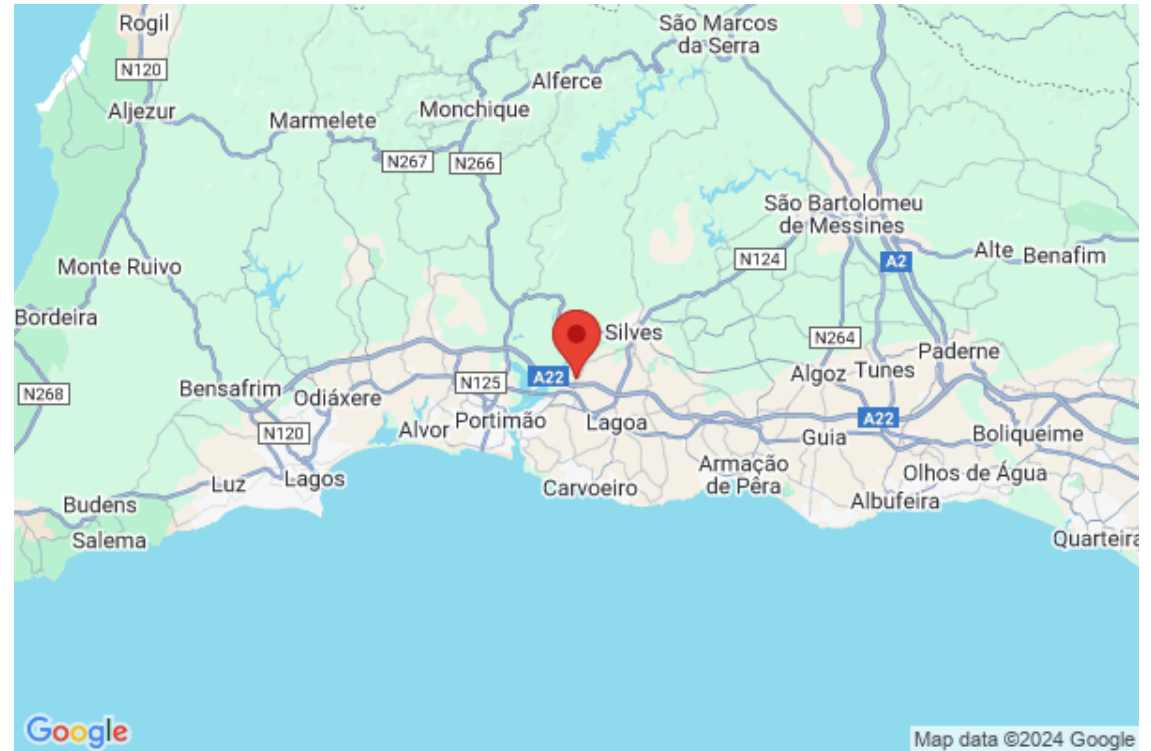 Rogil
São Marcos
da Serra
N120
Alferce
Aljezur
Marmelete
Monchique
N267
N266
São Bartolomeu
de Messines
Monte Ruivo
N124
A2
Alte
Benafim
Bordeira
Silves
N264
Paderne
N268
Bensafrim
Odiáxere
N125
A22
Algoz
Tunes
N120
Alvor
Portimão
Lagoa
A22
Guia
Boliqueime
Luz
Lagos
Carvoeiro
Armação
de Pêra
Olhos de Água
Albufeira
Budens
Salema
Quarteira
Google
Map data ©2024 Google